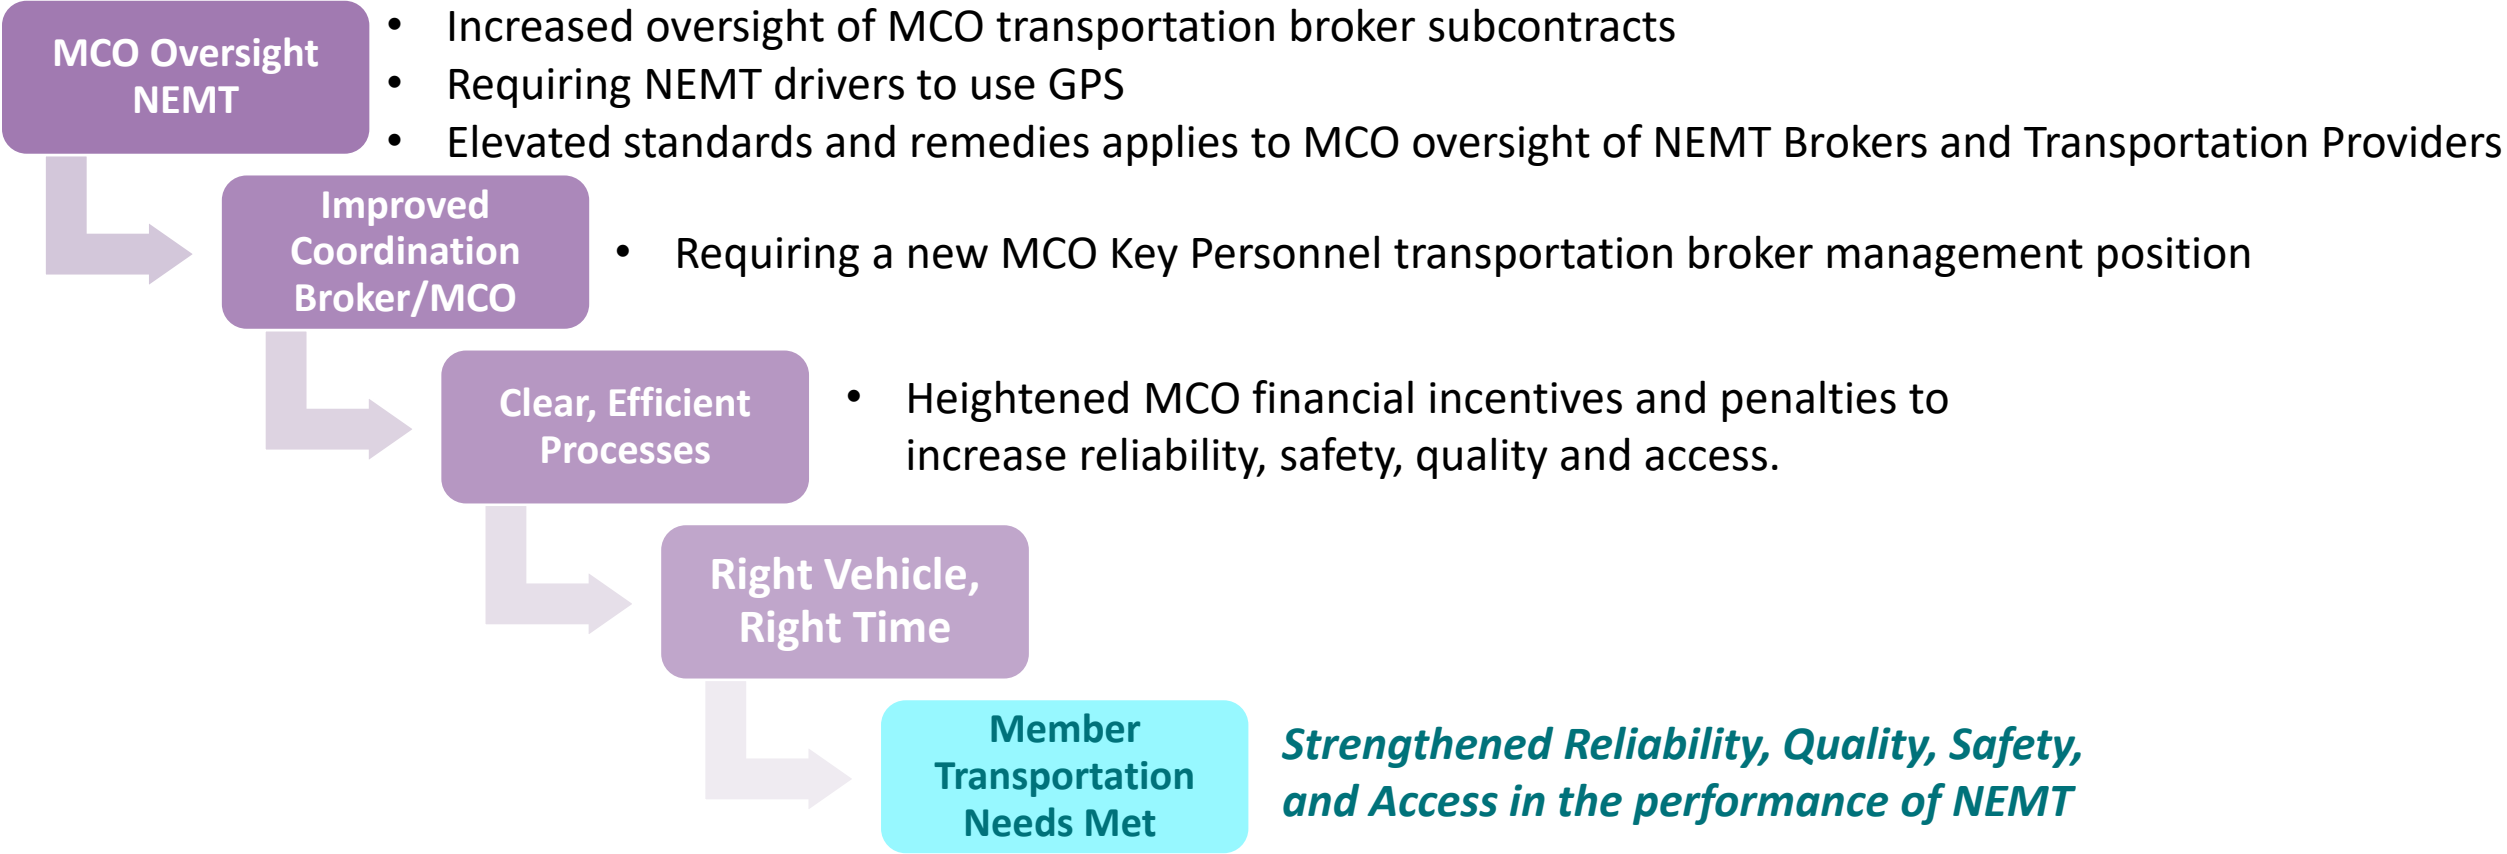 MCO Oversight
NEMT
• Increased oversight of MCO transportation broker subcontracts
• Requiring NEMT drivers to use GPS
• Elevated standards and remedies applies to MCO oversight of NEMT Brokers and Transportation Providers
Improved
Coordination
Broker/MCO
• Requiring a new MCO Key Personnel transportation broker management position
Clear, Efficient
Processes
• Heightened MCO financial incentives and penalties to
increase reliability, safety, quality and access.
Right Vehicle,
Right Time
Member
Transportation
Needs Met
Strengthened Reliability, Quality, Safety,
and Access in the performance of NEMT